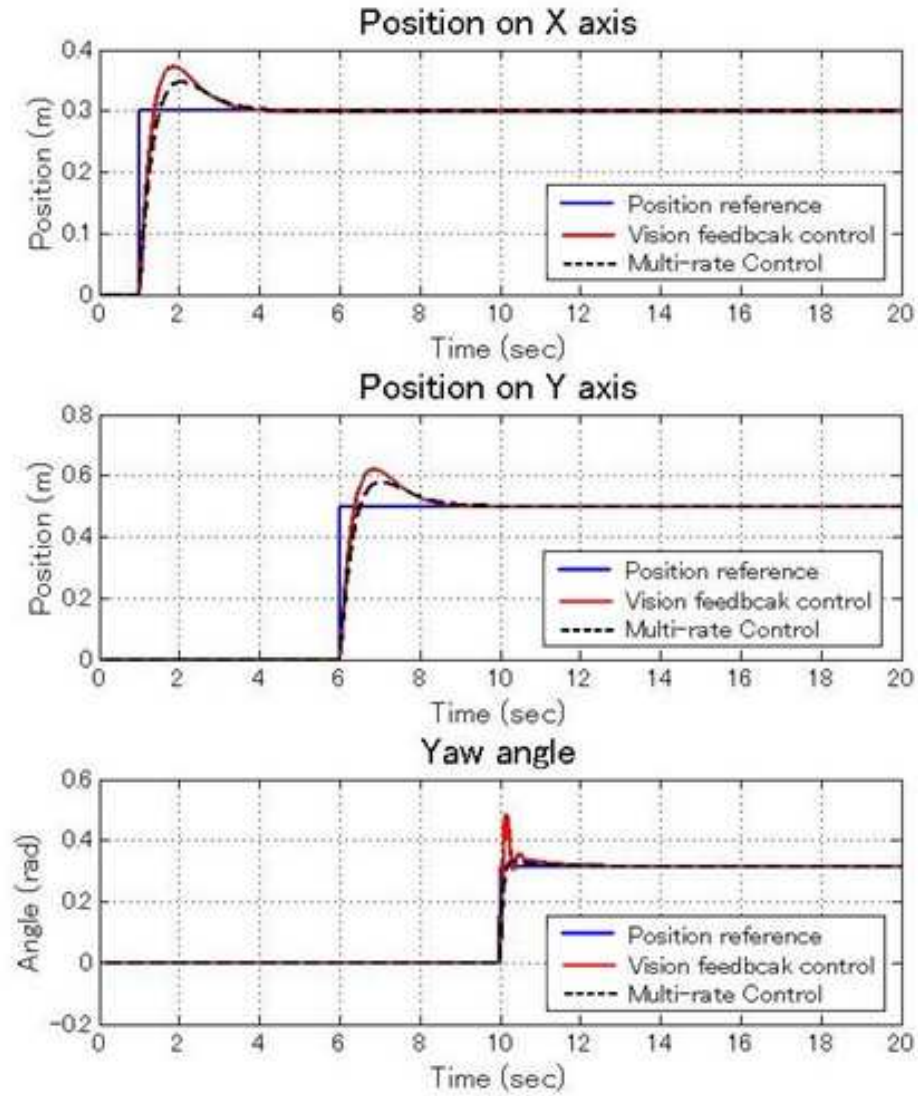 Position on X axis
Position (m)
0.4
0.3
0.2
0.1
0
Position reference
Vision feedbcak control
Multi-rate Control
0 2 4 6 8 10 12 14 16 18 20
Time (sec)
Position on Y axis
Position (m)
0.8
0.6
0.4
0.2
0
Position reference
Vision feedbcak control
Multi-rate Control
0 2 4 6 8 10 12 14 16 18 20
Time (sec)
Yaw angle
Angle (rad)
0.6
0.4
0.2
0
-0.2
Position reference
Vision feedbcak control
Multi-rate Control
0 2 4 6 8 10 12 14 16 18 20
Time (sec)